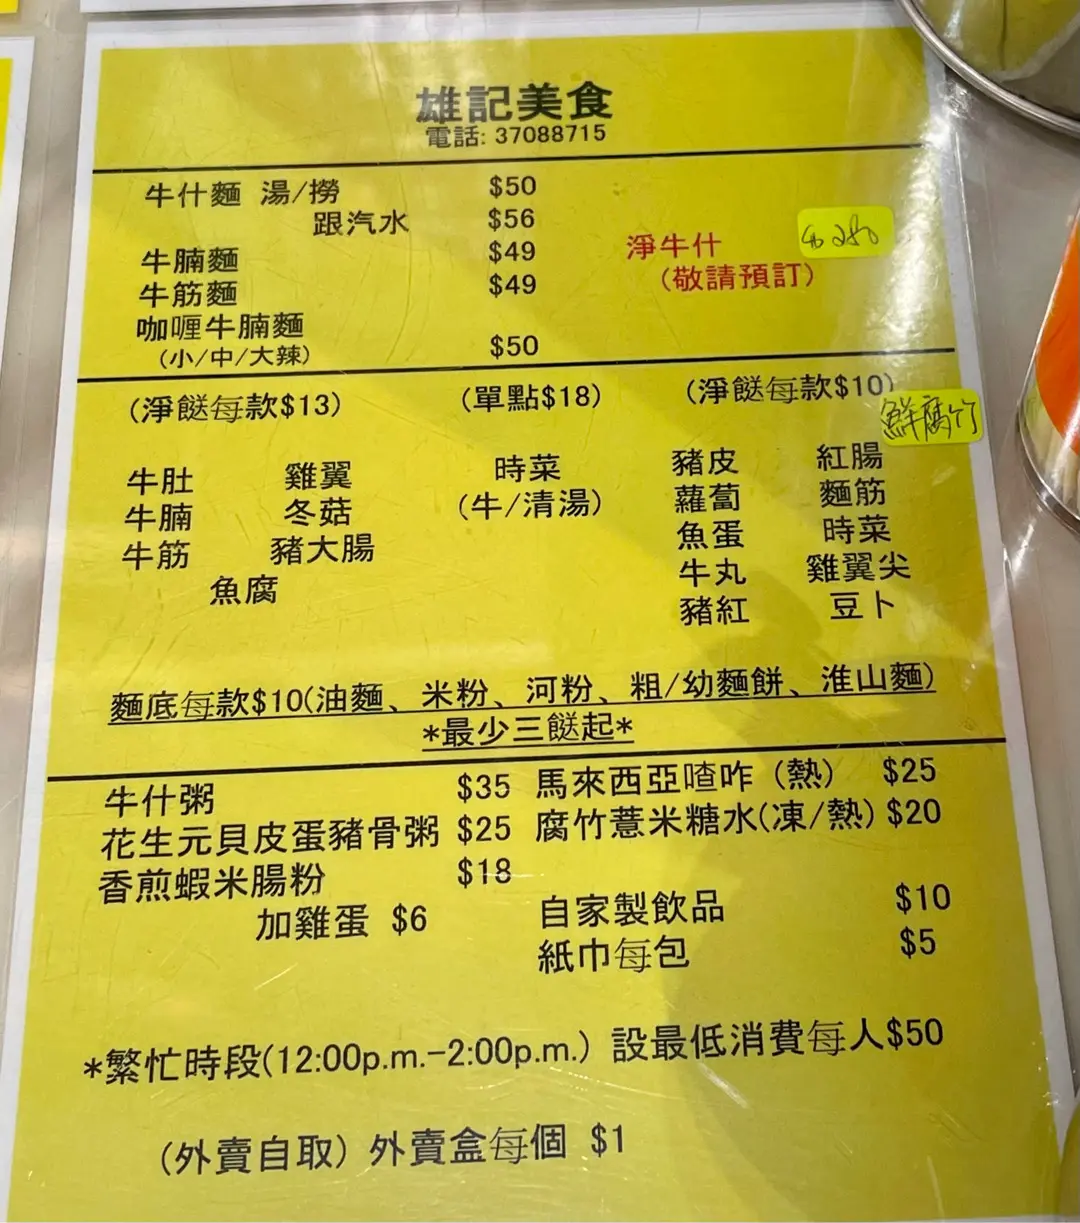 雄記美食
電話: 37088715
牛什麵 湯/撈 $50
跟汽水 $56
牛腩麵 $49
牛筋麵 $49
咖喱牛腩麵
(小/中/大辣) $50
淨牛什
(敬請預訂)
(淨餸每款$13) (單點$18) (淨餸每款$10)
鮮腐竹
牛肚 雞翼 時菜 豬皮 紅腸
牛腩 冬菇 (牛/清湯) 蘿蔔 麵筋
牛筋 豬大腸 魚蛋 時菜
魚腐 牛丸 雞翼尖
豬紅 豆卜
麵底每款$10(油麵、米粉、河粉、粗/幼麵餅、淮山麵)
*最少三餸起*
牛什粥 $35 馬來西亞喳咋 (熱) $25
花生元貝皮蛋豬骨粥 $25 腐竹薏米糖水(凍/熱) $20
香煎蝦米腸粉 $18
加雞蛋 $6 自家製飲品 $10
紙巾每包 $5
*繁忙時段(12:00p.m.-2:00p.m.) 設最低消費每人$50
(外賣自取) 外賣盒每個 $1